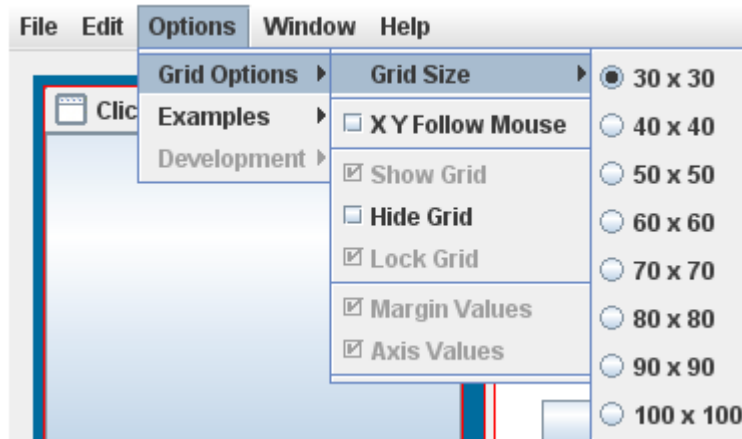 File Edit Options Window Help
Grid Options
Examples
Development
Clic
Grid Size
X Y Follow Mouse
Show Grid
Hide Grid
Lock Grid
Margin Values
Axis Values
30 x 30
40 x 40
50 x 50
60 x 60
70 x 70
80 x 80
90 x 90
100 x 100